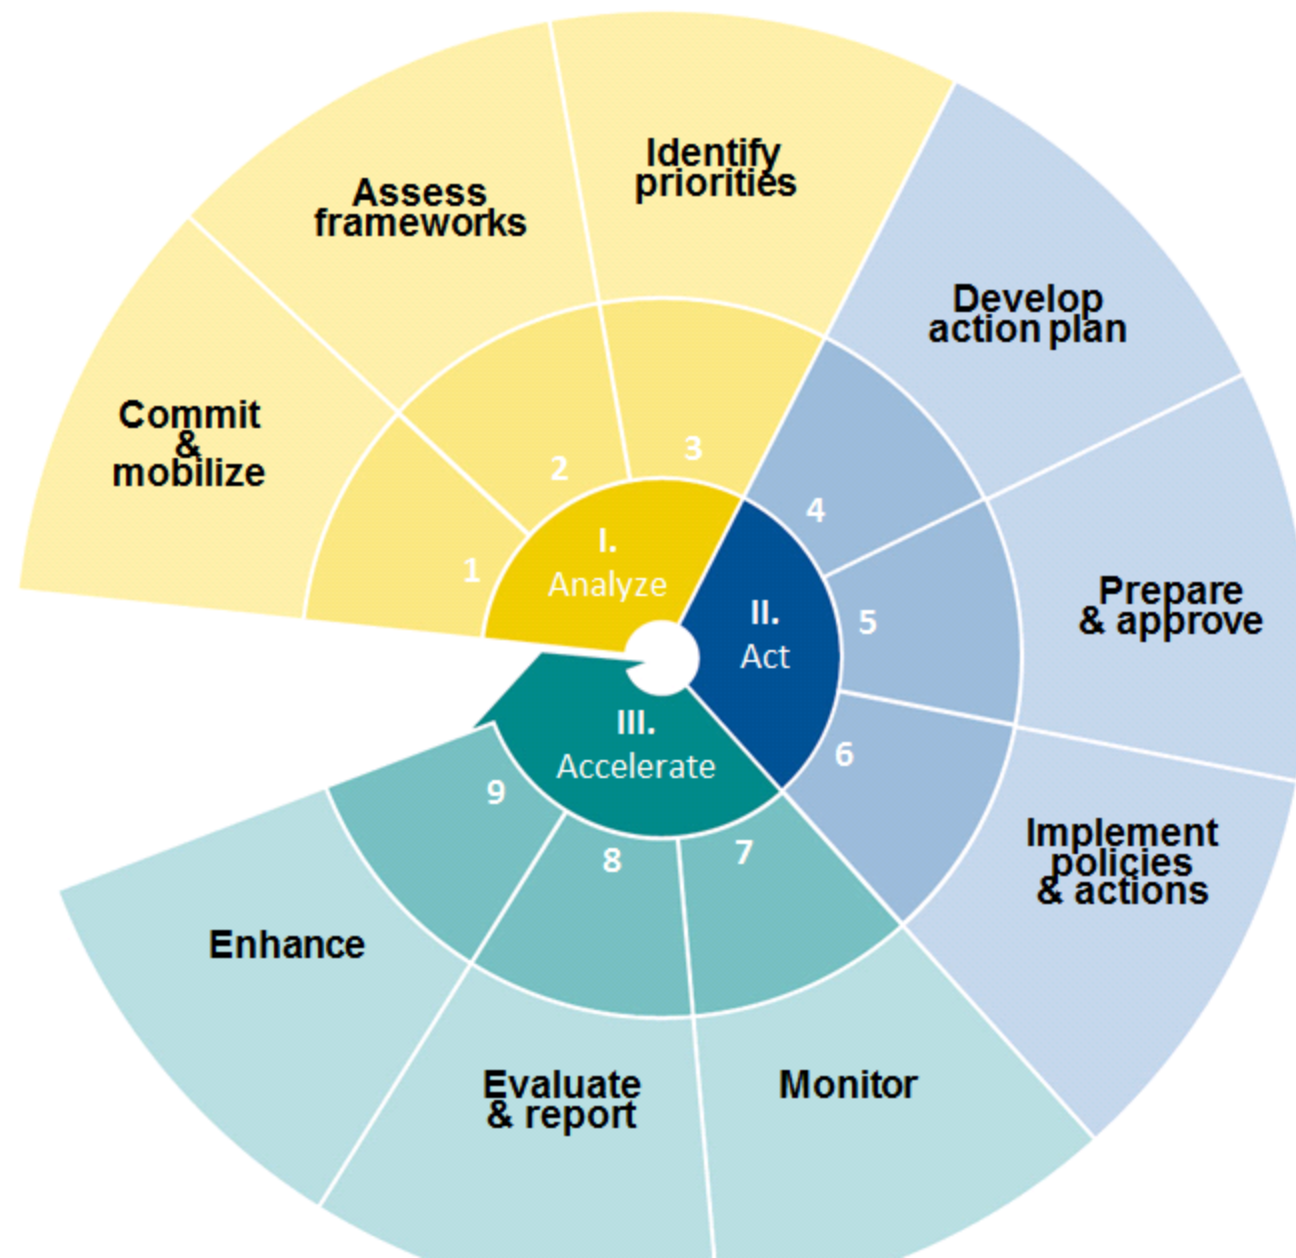 Commit
&
mobilize
Assess
frameworks
Identify
priorities
Develop
action plan
Prepare
& approve
Implement
policies
& actions
Monitor
Evaluate
& report
Enhance
1
2
3
4
5
6
7
8
9
I.
Analyze
II.
Act
III.
Accelerate